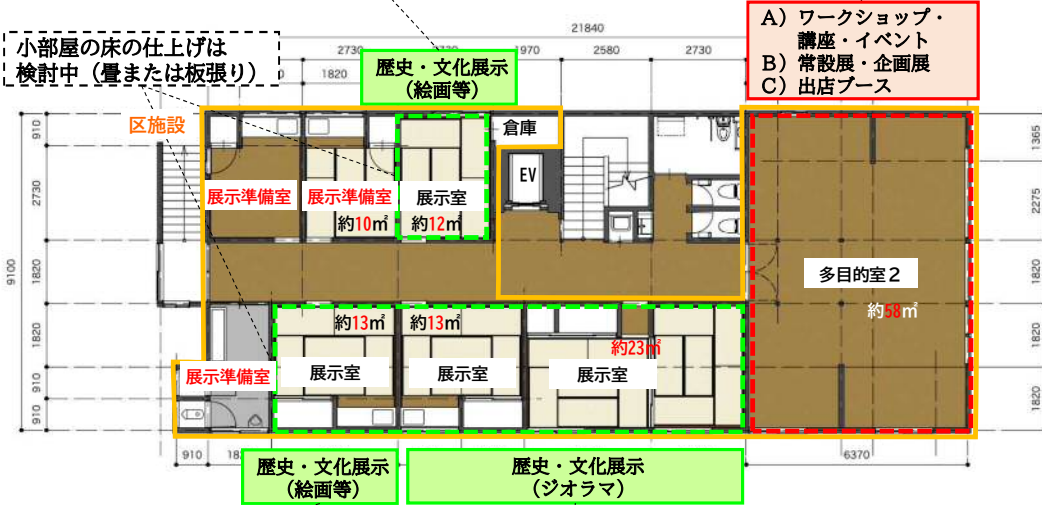 小部屋の床の仕上げは
検討中（畳または板張り）
歴史・文化展示
（絵画等）
A）ワークショップ・
講座・イベント
B）常設展・企画展
C）出店ブース
21840
2730
1970
2580
2730
1820
区施設
倉庫
EV
展示準備室
展示準備室
約10㎡
展示室
約12㎡
910
2730
1820
9100
1820
910
910
1365
2275
1820
1820
1820
多目的室２
約58㎡
約13㎡
約13㎡
約23㎡
展示準備室
展示室
展示室
展示室
910
6370
歴史・文化展示
（絵画等）
歴史・文化展示
（ジオラマ）